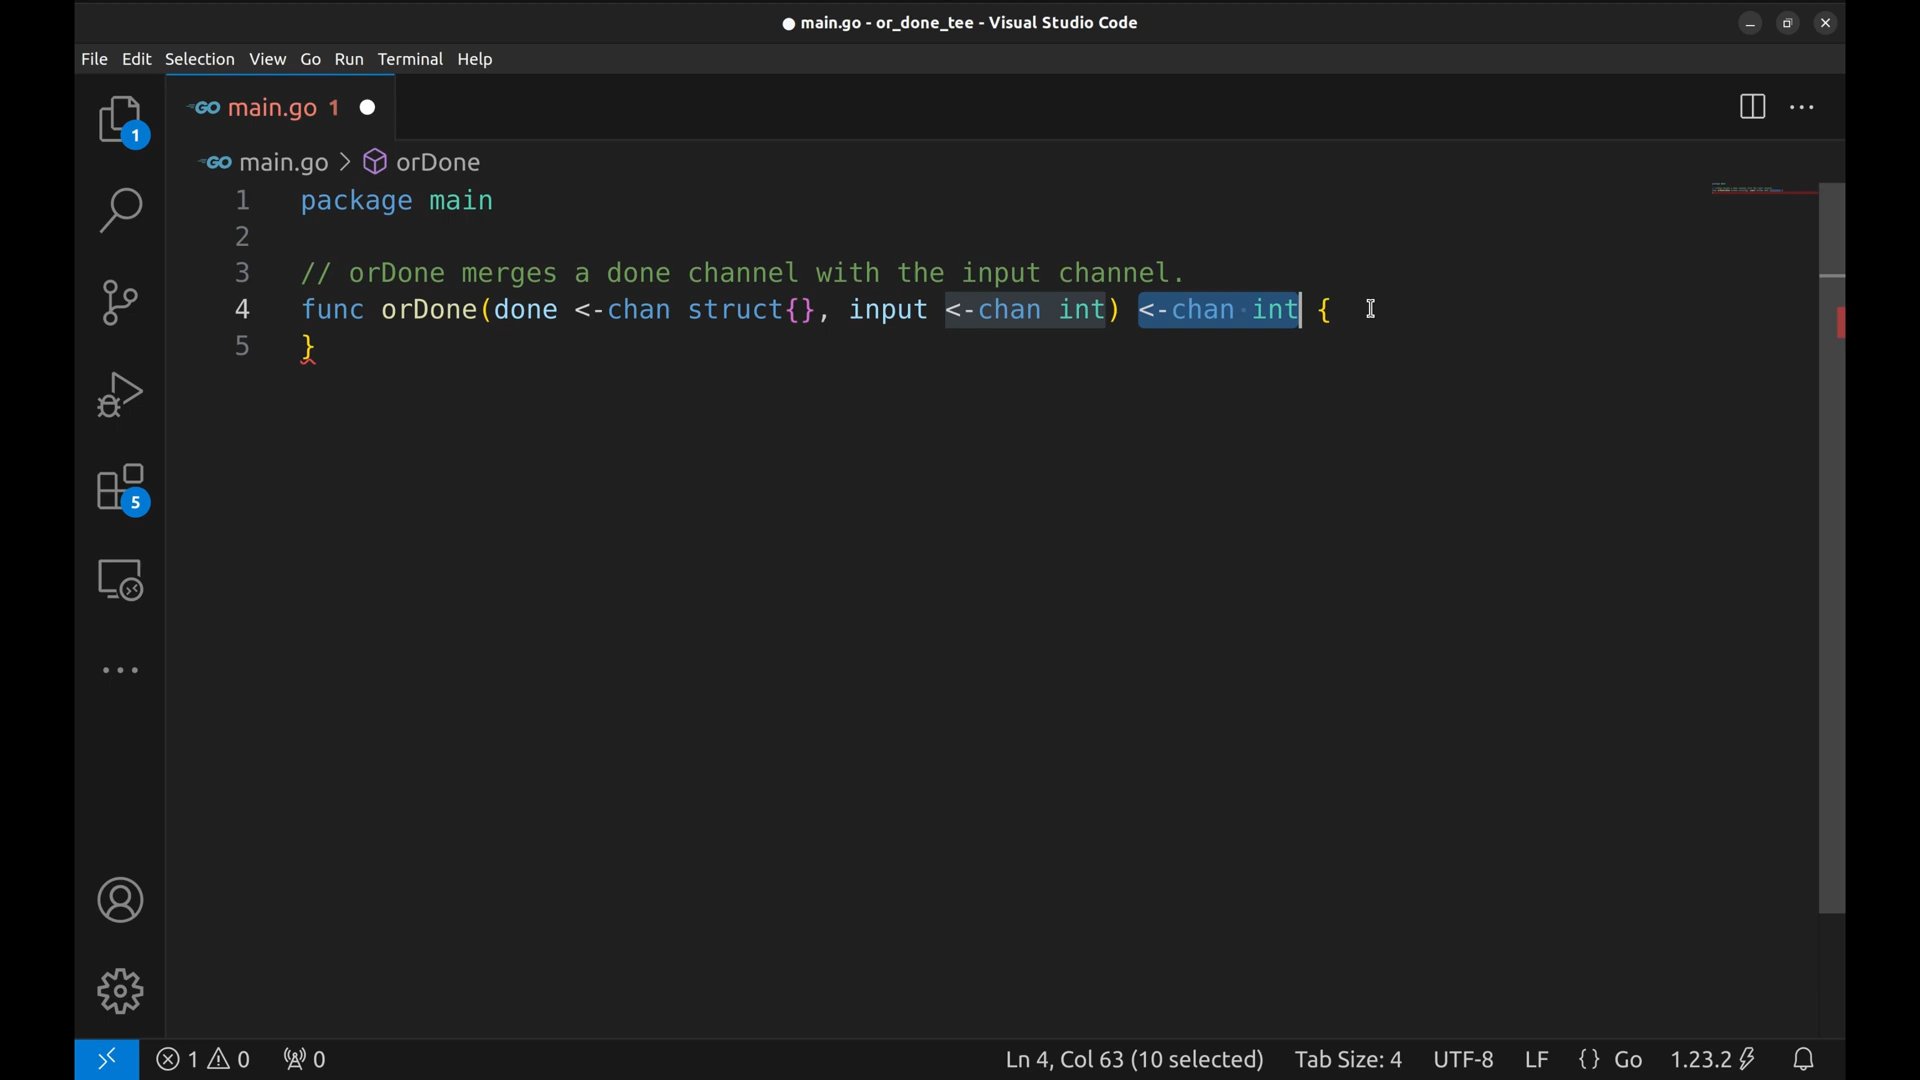 main.go - or_done_tee - Visual Studio Code
File Edit Selection View Go Run Terminal Help
GO main.go 1
GO main.go > orDone
1 package main
2
3 // orDone merges a done channel with the input channel.
4 func orDone(done <-chan struct{}, input <-chan int) <-chan·int {
5 }
1
5
1 0 0 Ln 4, Col 63 (10 selected) Tab Size: 4 UTF-8 LF {} Go 1.23.2